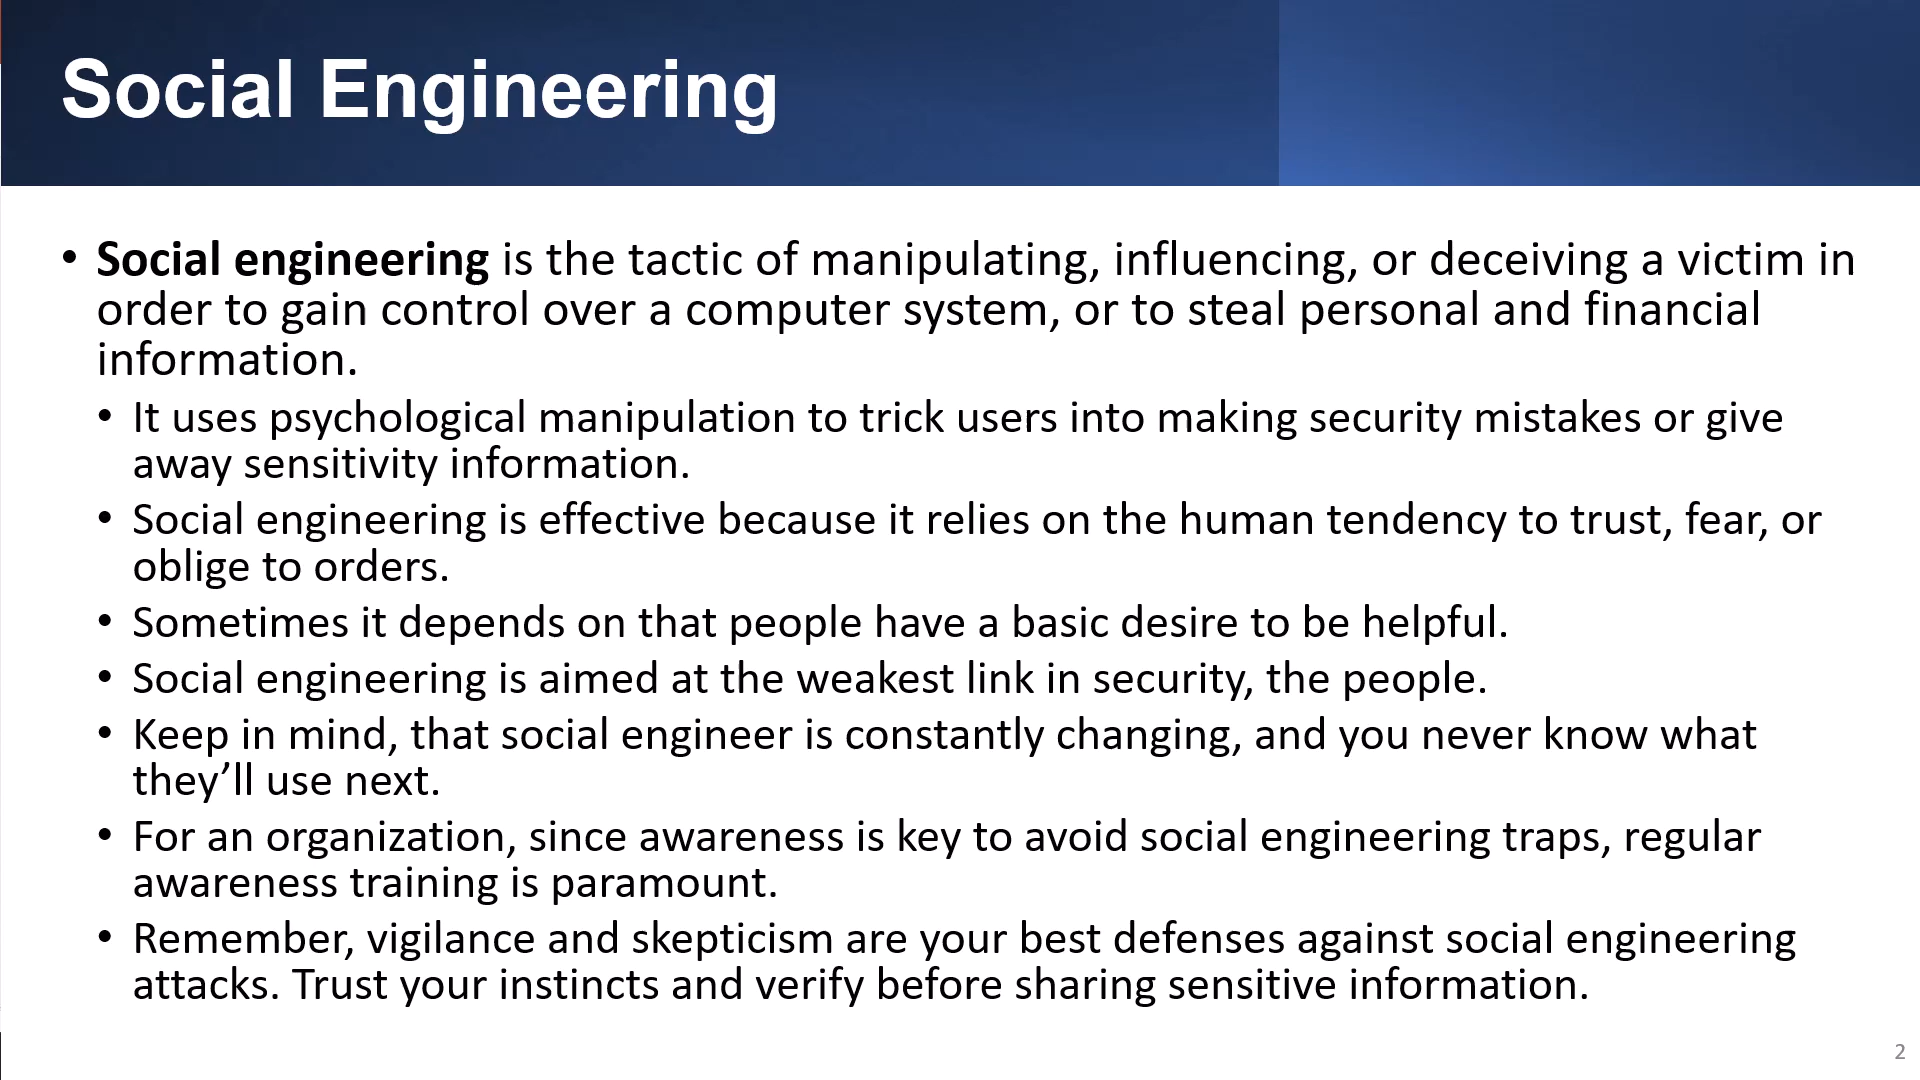 Social Engineering
• Social engineering is the tactic of manipulating, influencing, or deceiving a victim in
order to gain control over a computer system, or to steal personal and financial
information.
• It uses psychological manipulation to trick users into making security mistakes or give
away sensitivity information.
• Social engineering is effective because it relies on the human tendency to trust, fear, or
oblige to orders.
• Sometimes it depends on that people have a basic desire to be helpful.
• Social engineering is aimed at the weakest link in security, the people.
• Keep in mind, that social engineer is constantly changing, and you never know what
they’ll use next.
• For an organization, since awareness is key to avoid social engineering traps, regular
awareness training is paramount.
• Remember, vigilance and skepticism are your best defenses against social engineering
attacks. Trust your instincts and verify before sharing sensitive information.
2